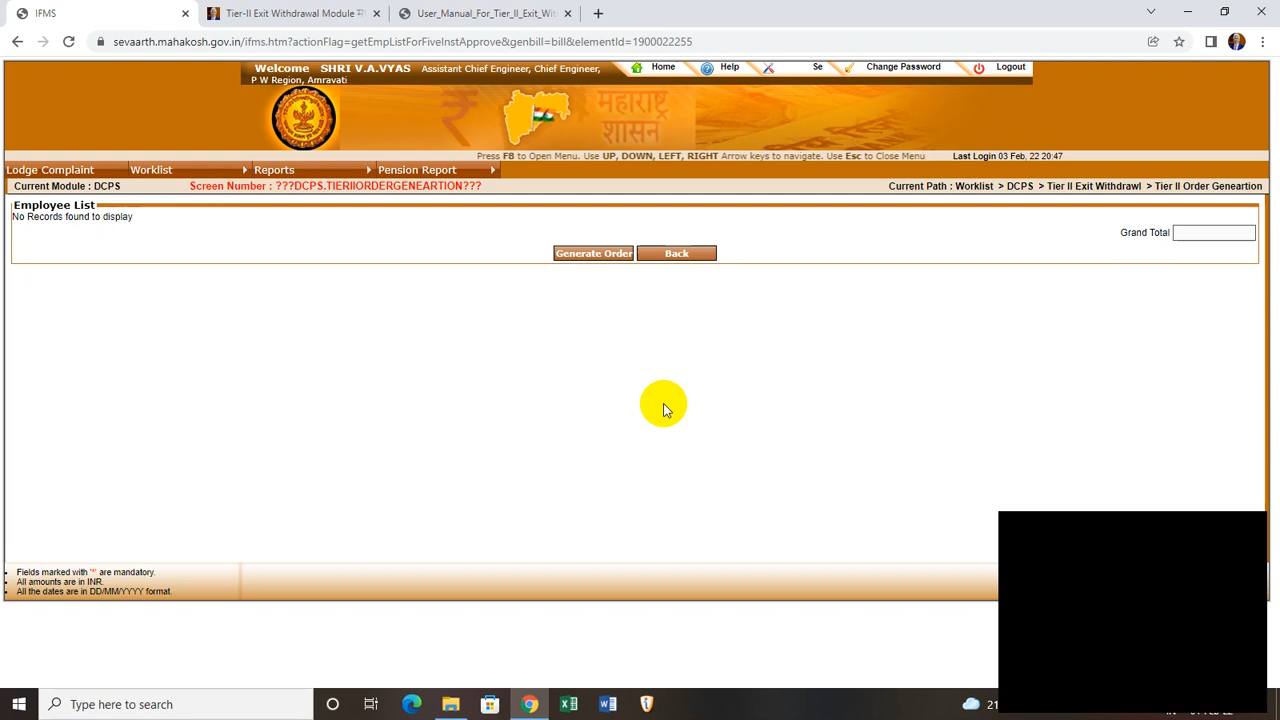 IFMS
Tier-II Exit Withdrawal Module
User_Manual_For_Tier_II_Exit_Wit
sevaarth.mahakosh.gov.in/ifms.htm?actionFlag=getEmpListForFiveInstApprove&genbill=bill&elementId=1900022255
Welcome SHRI V.A.VYAS Assistant Chief Engineer, Chief Engineer,
P W Region, Amravati
Home Help Se Change Password Logout
महाराष्ट्र
शासन
Press F8 to Open Menu. Use UP, DOWN, LEFT, RIGHT Arrow keys to navigate. Use Esc to Close Menu Last Login 03 Feb, 22 20:47
Lodge Complaint Worklist Reports Pension Report
Current Module : DCPS Screen Number : ???DCPS.TIERIIORDERGENEARTION??? Current Path : Worklist > DCPS > Tier II Exit Withdrawl > Tier II Order Geneartion
Employee List
No Records found to display
Grand Total
Generate Order Back
Fields marked with '*' are mandatory.
All amounts are in INR.
All the dates are in DD/MM/YYYY format.
Type here to search
21